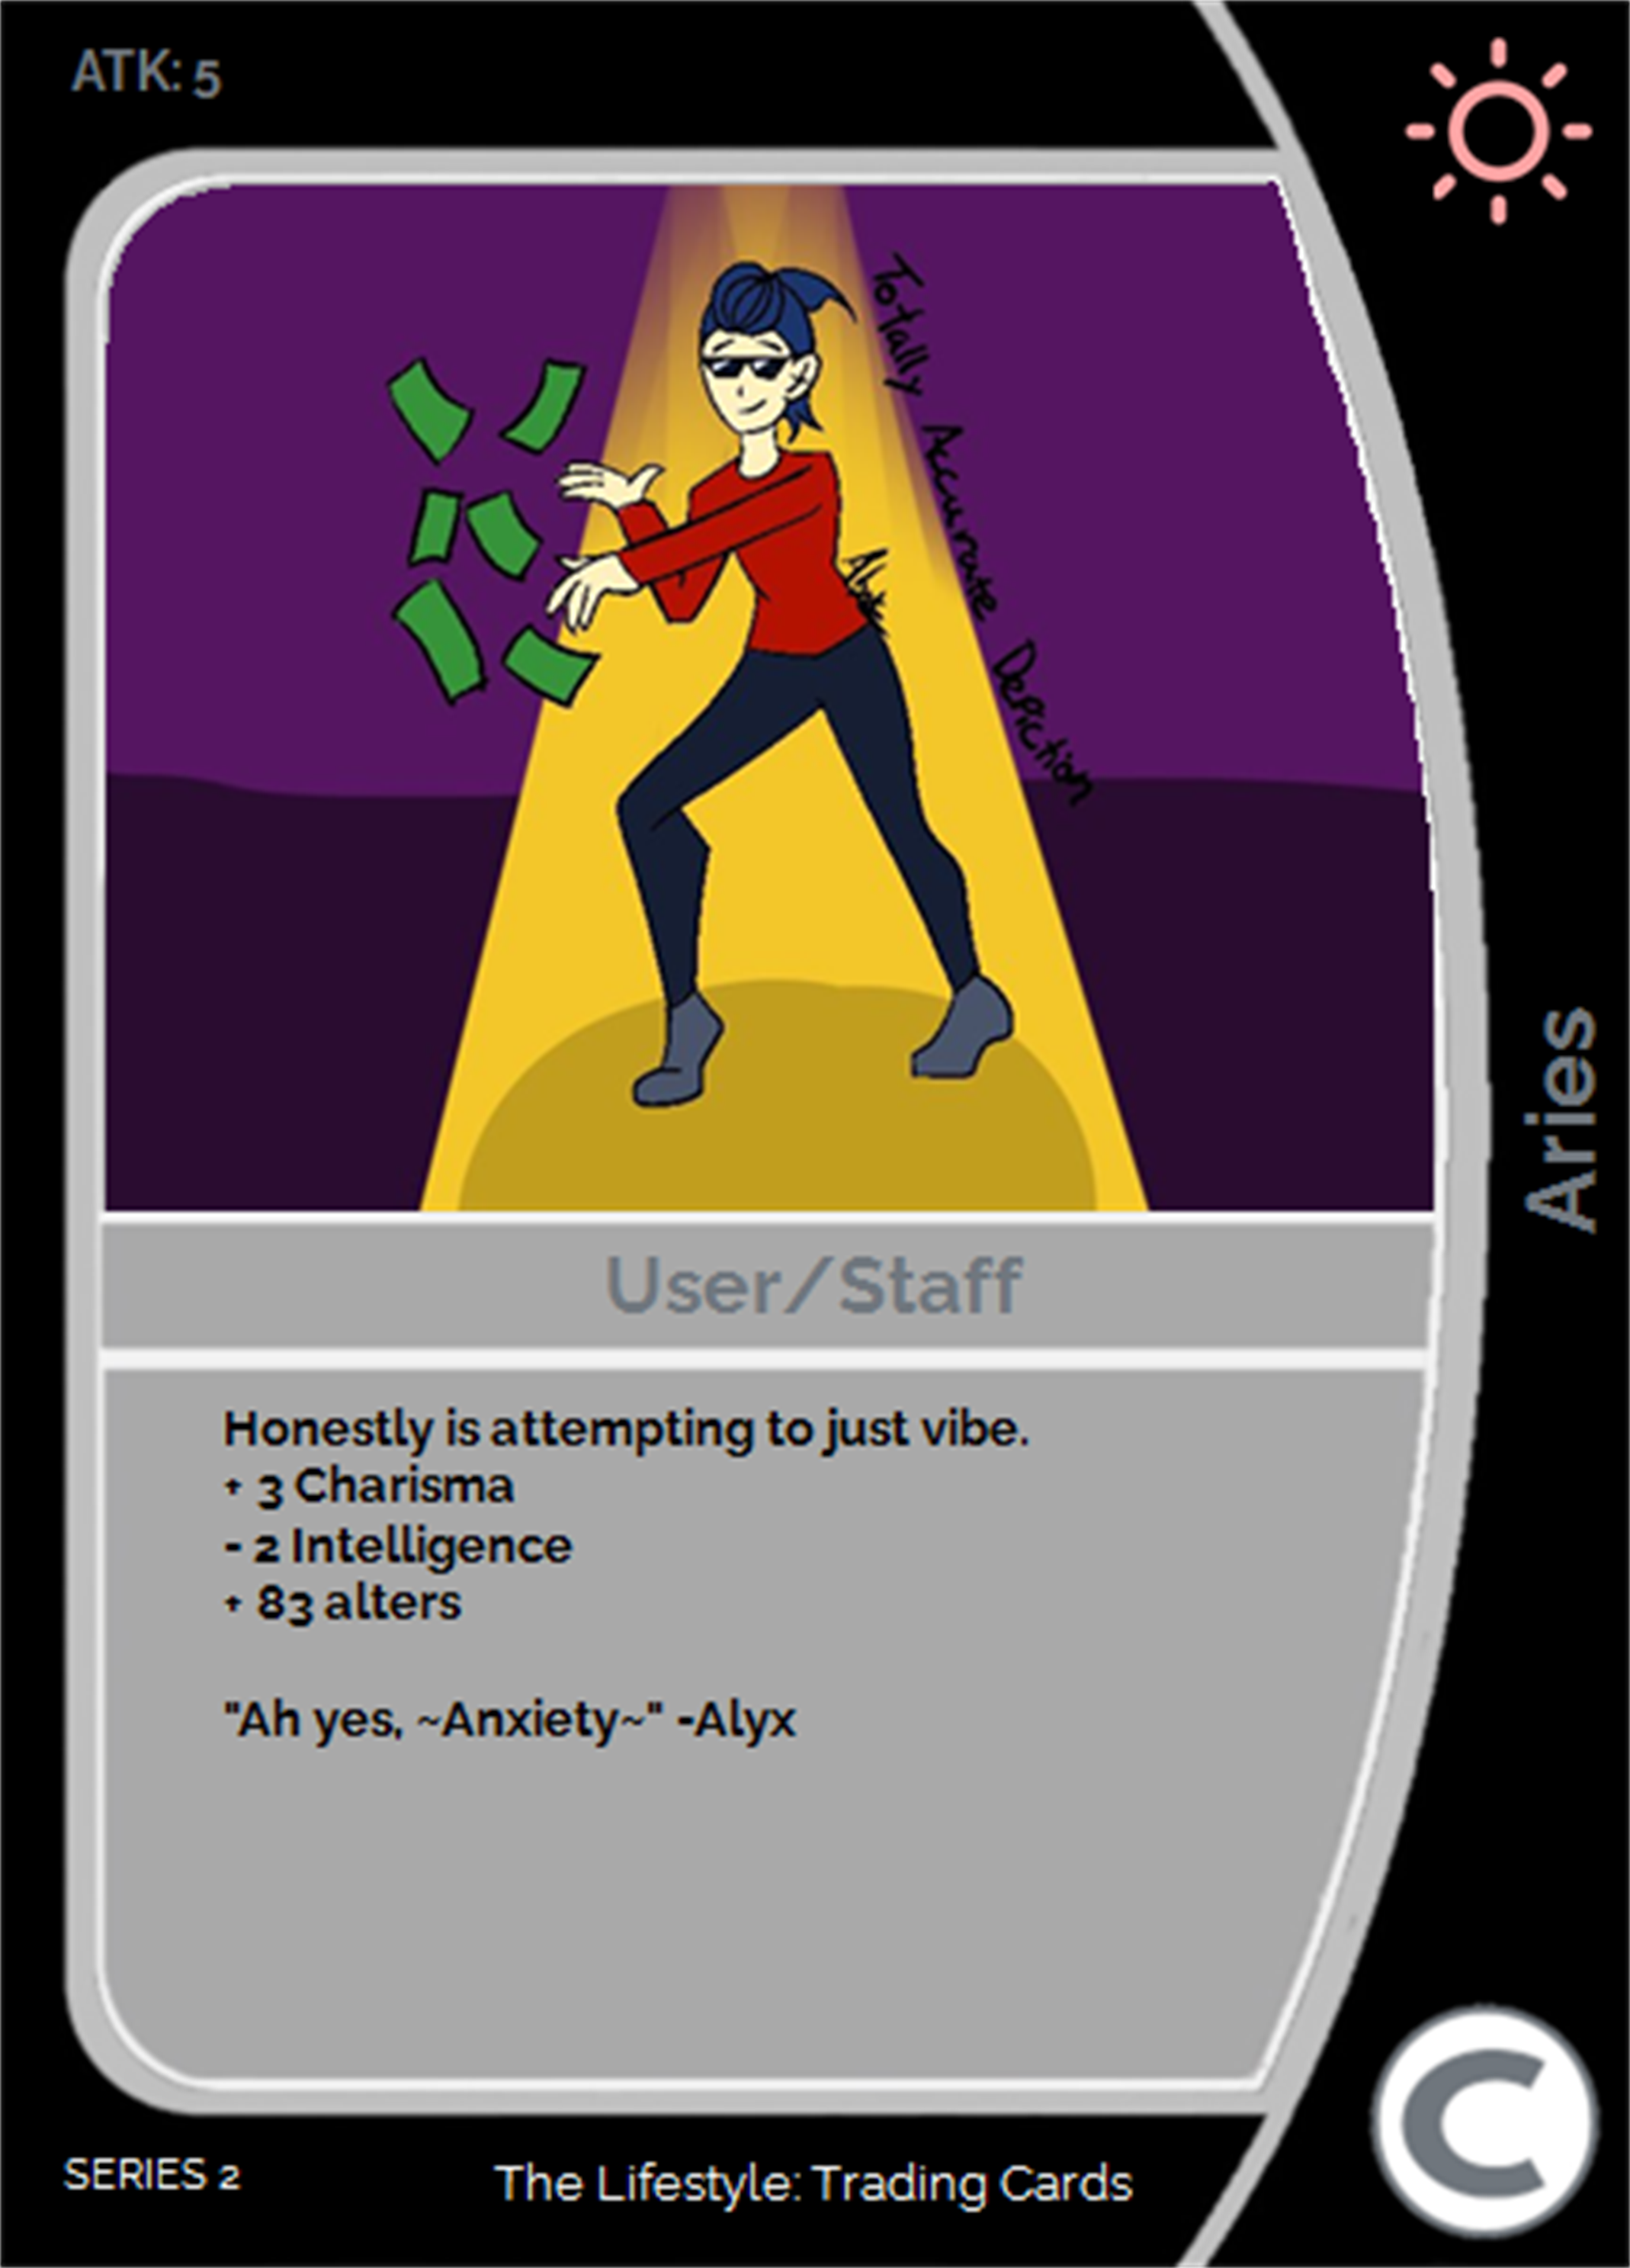 ATK: 5
Totally Accurate Depiction
Aries
User/Staff
Honestly is attempting to just vibe.
+ 3 Charisma
- 2 Intelligence
+ 83 alters
"Ah yes, ~Anxiety~" -Alyx
C
SERIES 2
The Lifestyle: Trading Cards